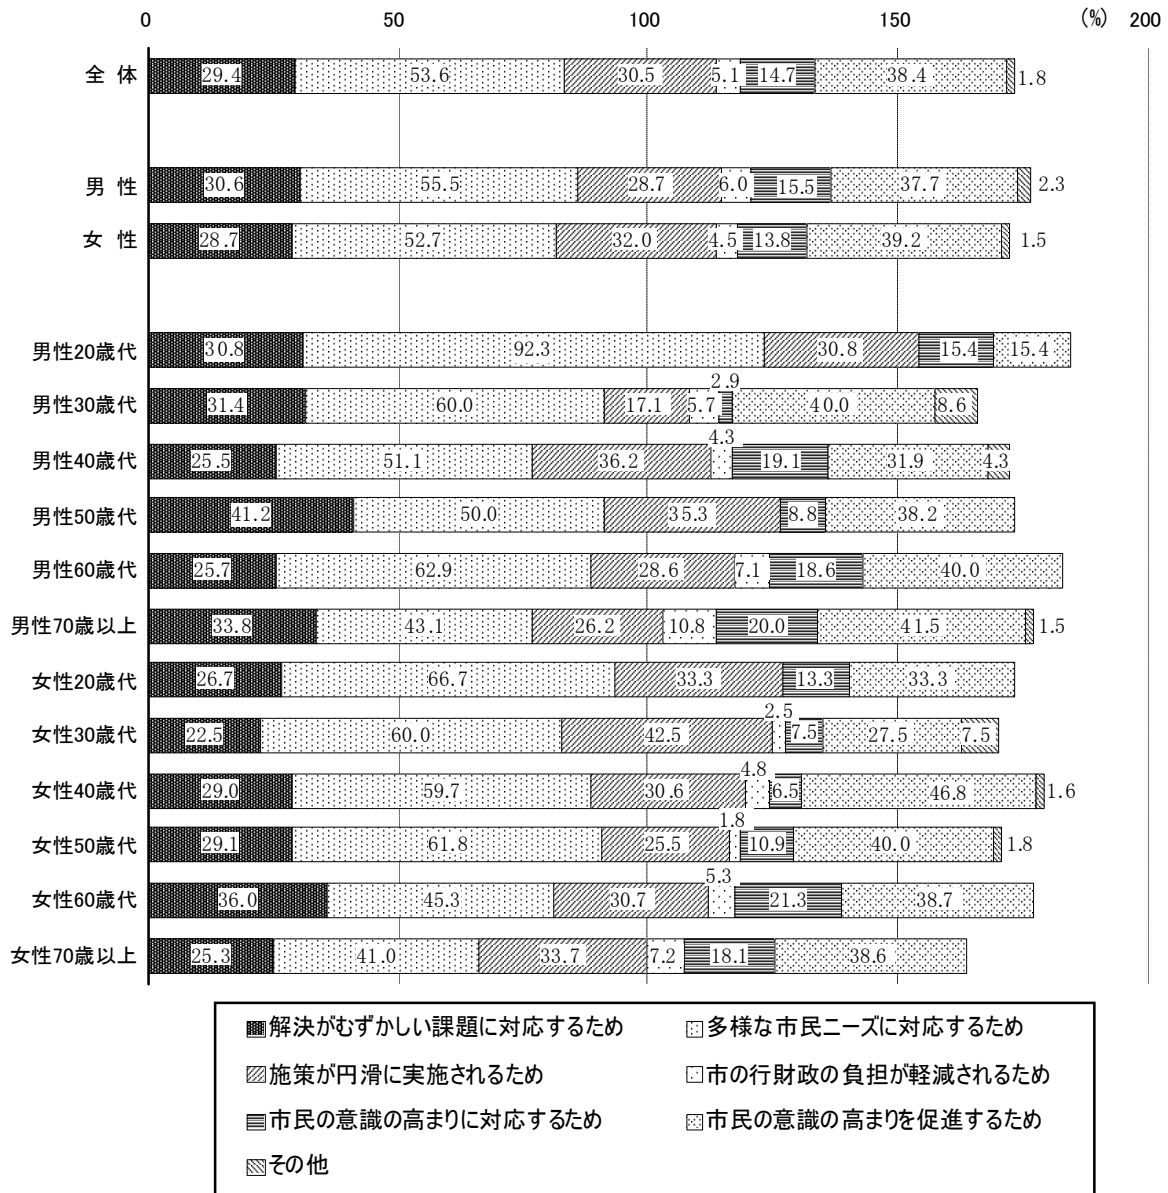 0 50 100 150 (%) 200
全 体 29.4 53.6 30.5 5.1 14.7 38.4 1.8
男 性 30.6 55.5 28.7 6.0 15.5 37.7 2.3
女 性 28.7 52.7 32.0 4.5 13.8 39.2 1.5
男性20歳代 30.8 92.3 30.8 15.4 15.4
男性30歳代 31.4 60.0 17.1 5.7 2.9 40.0 8.6
男性40歳代 25.5 51.1 36.2 4.3 19.1 31.9 4.3
男性50歳代 41.2 50.0 35.3 8.8 38.2
男性60歳代 25.7 62.9 28.6 7.1 18.6 40.0
男性70歳以上 33.8 43.1 26.2 10.8 20.0 41.5 1.5
女性20歳代 26.7 66.7 33.3 13.3 33.3
女性30歳代 22.5 60.0 42.5 2.5 7.5 27.5 7.5
女性40歳代 29.0 59.7 30.6 4.8 6.5 46.8 1.6
女性50歳代 29.1 61.8 25.5 1.8 10.9 40.0 1.8
女性60歳代 36.0 45.3 30.7 5.3 21.3 38.7
女性70歳以上 25.3 41.0 33.7 7.2 18.1 38.6
解決がむずかしい課題に対応するため 多様な市民ニーズに対応するため
施策が円滑に実施されるため 市の行財政の負担が軽減されるため
市民の意識の高まりに対応するため 市民の意識の高まりを促進するため
その他